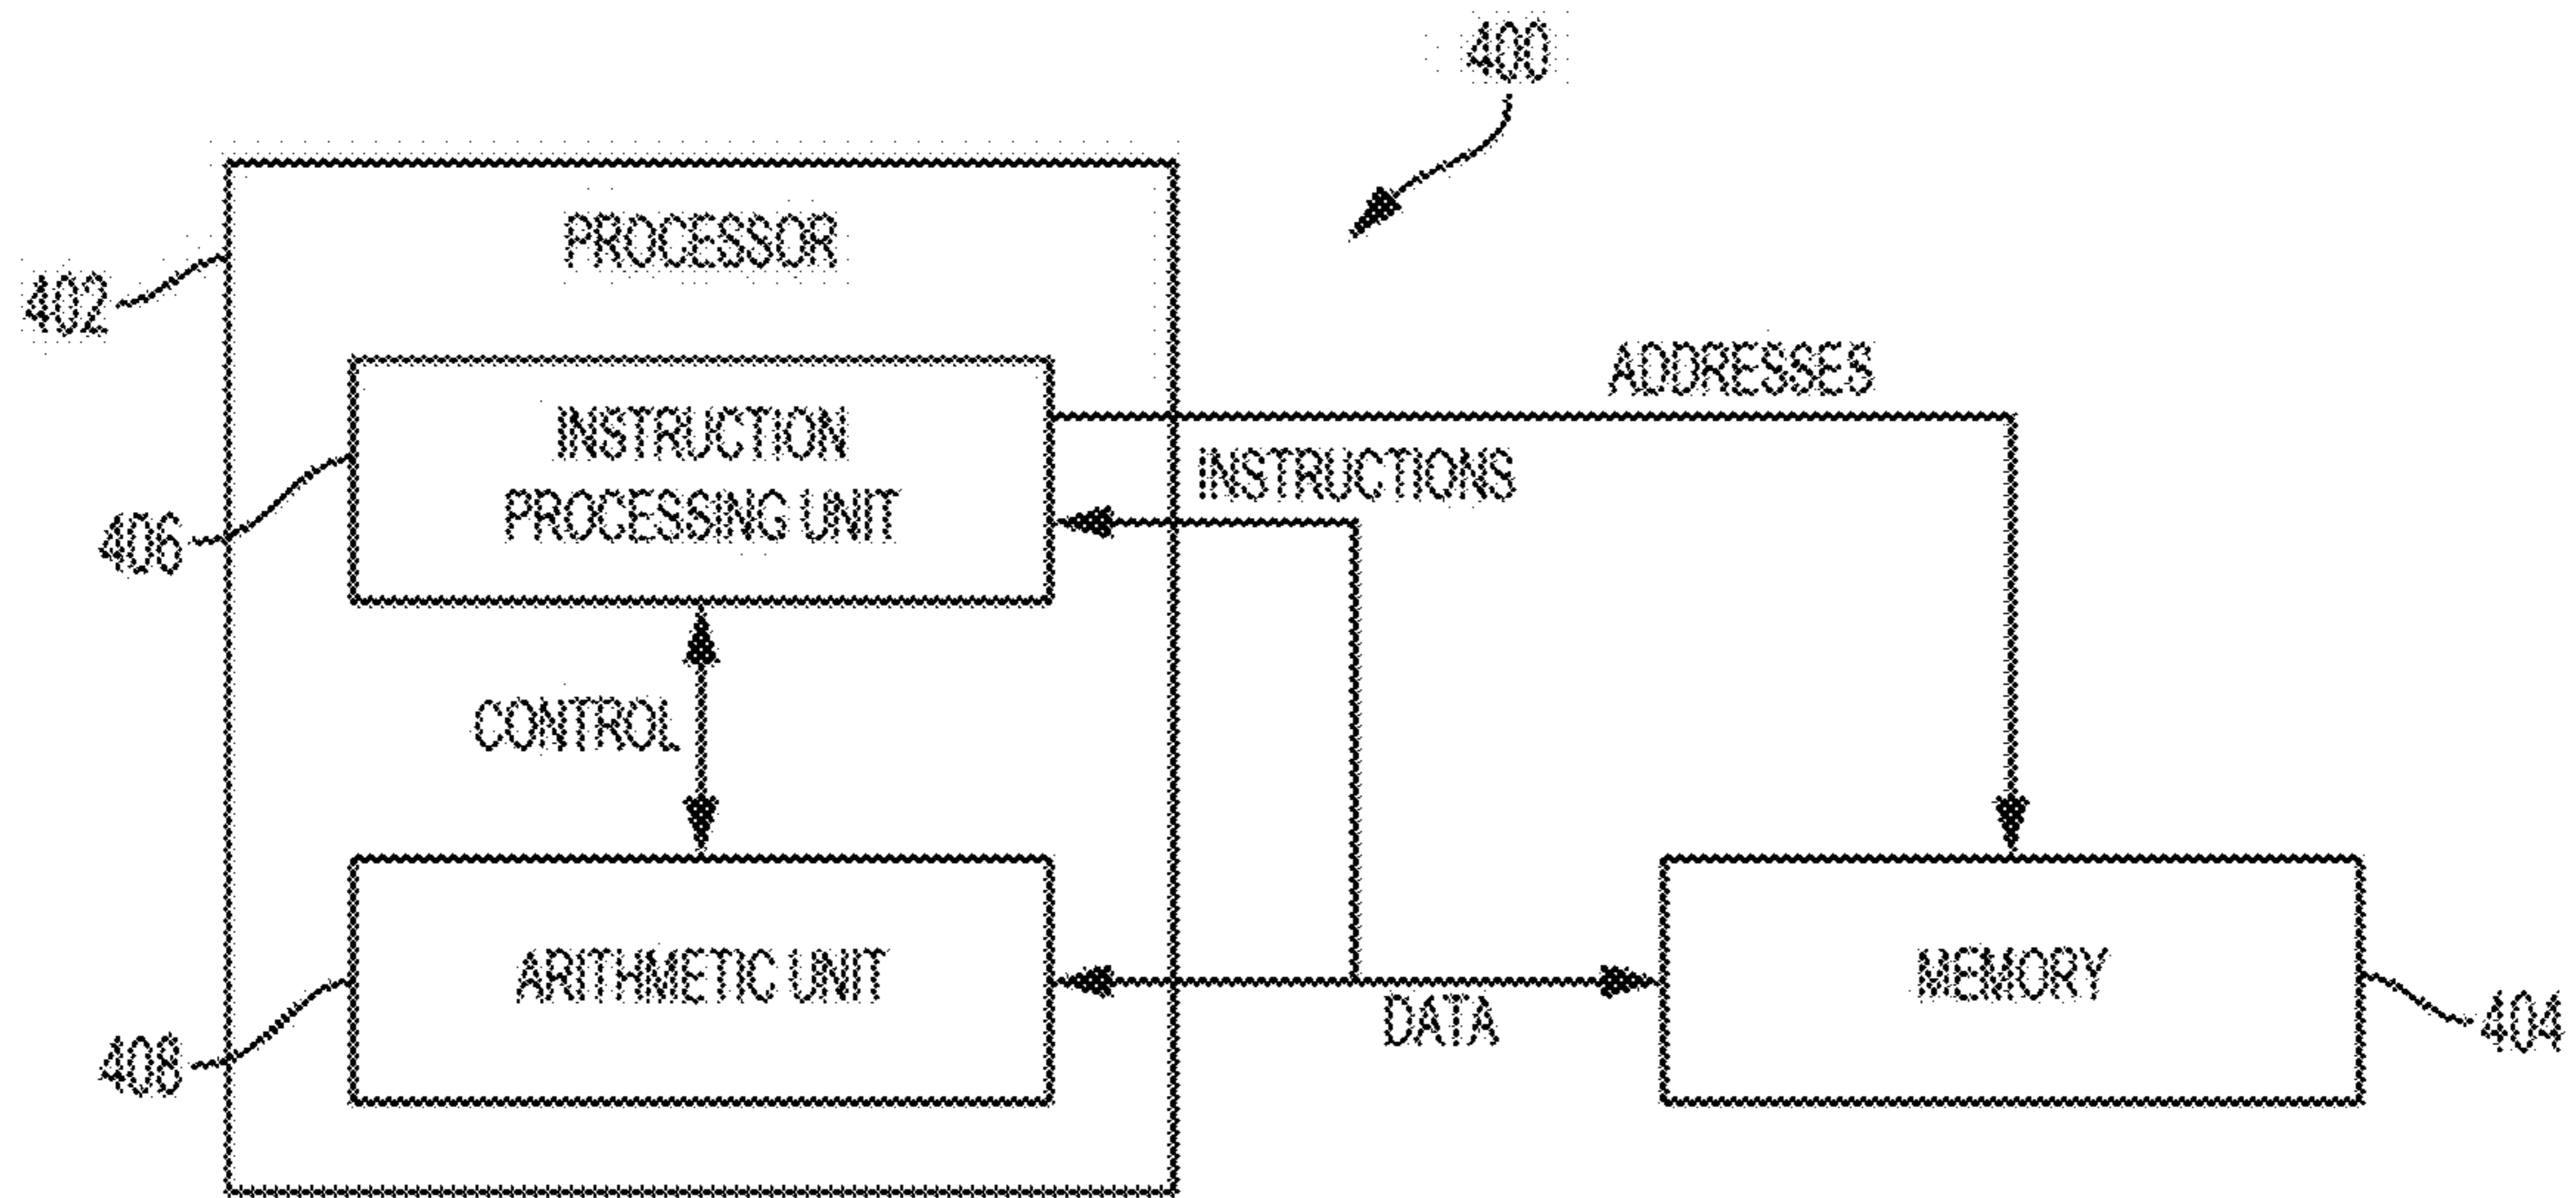 400
PROCESSOR
402
ADDRESSES
INSTRUCTION
PROCESSING UNIT
INSTRUCTIONS
406
CONTROL
ARITHMETIC UNIT
MEMORY
DATA
404
408